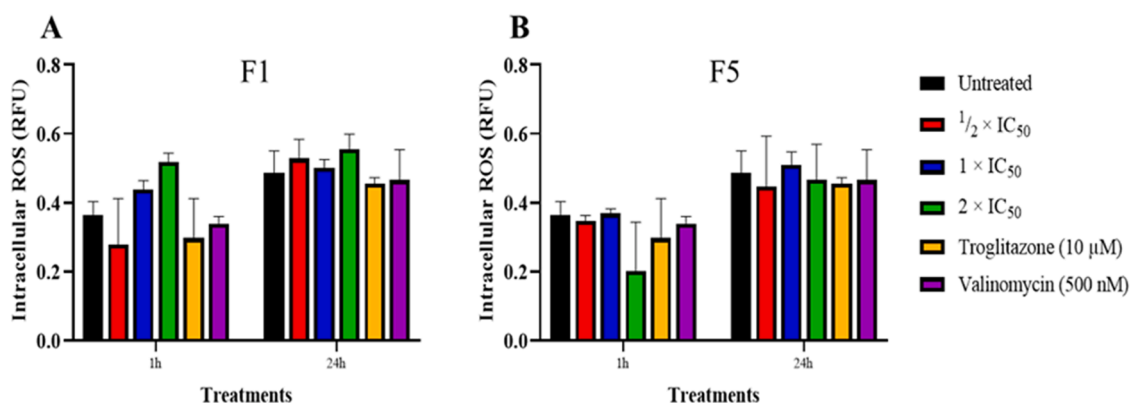 A
F1
Intracellular ROS (RFU)
0.8
0.6
0.4
0.2
0.0
1h
24h
Treatments
B
F5
Intracellular ROS (RFU)
0.8
0.6
0.4
0.2
0.0
1h
24h
Treatments
Untreated
1/2 × IC50
1 × IC50
2 × IC50
Troglitazone (10 µM)
Valinomycin (500 nM)